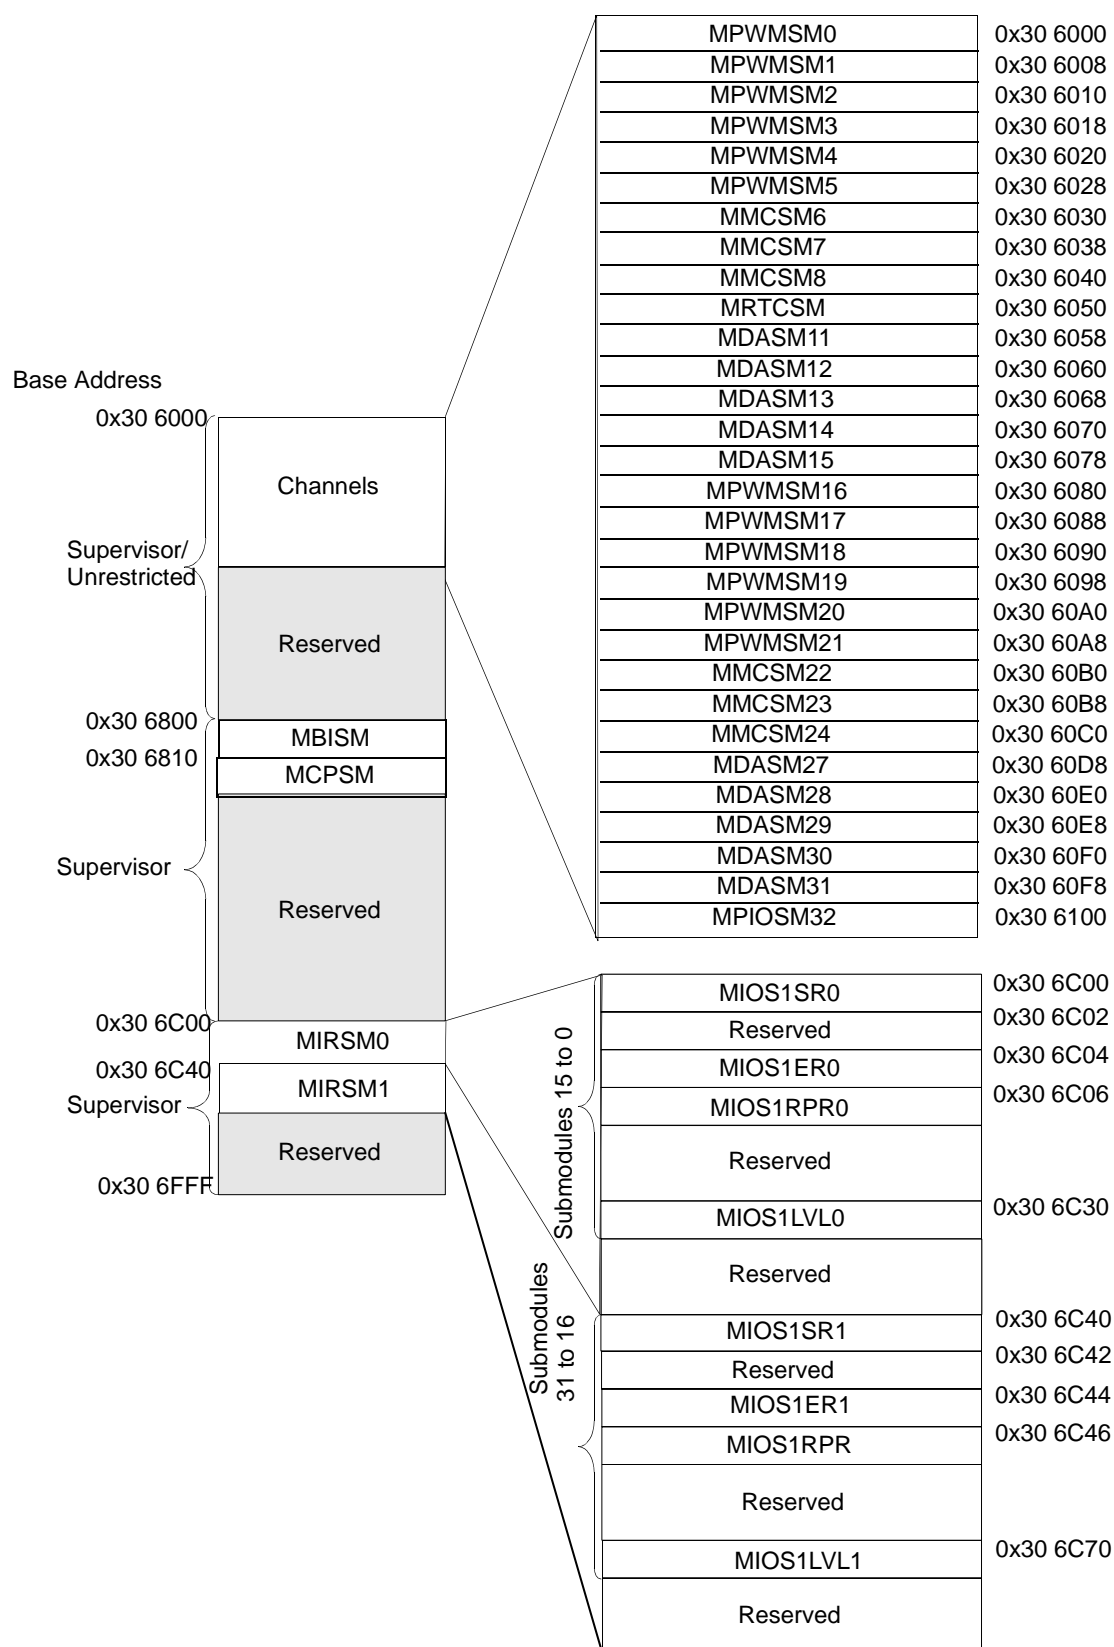 MPWMSM0 0x30 6000
MPWMSM1 0x30 6008
MPWMSM2 0x30 6010
MPWMSM3 0x30 6018
MPWMSM4 0x30 6020
MPWMSM5 0x30 6028
MMCSM6 0x30 6030
MMCSM7 0x30 6038
MMCSM8 0x30 6040
MRTCSM 0x30 6050
MDASM11 0x30 6058
MDASM12 0x30 6060
MDASM13 0x30 6068
MDASM14 0x30 6070
MDASM15 0x30 6078
MPWMSM16 0x30 6080
MPWMSM17 0x30 6088
MPWMSM18 0x30 6090
MPWMSM19 0x30 6098
MPWMSM20 0x30 60A0
MPWMSM21 0x30 60A8
MMCSM22 0x30 60B0
MMCSM23 0x30 60B8
MMCSM24 0x30 60C0
MDASM27 0x30 60D8
MDASM28 0x30 60E0
MDASM29 0x30 60E8
MDASM30 0x30 60F0
MDASM31 0x30 60F8
MPIOSM32 0x30 6100
Base Address
0x30 6000
Channels
Supervisor/
Unrestricted
Reserved
0x30 6800
MBISM
0x30 6810
MCPSM
Supervisor
Reserved
0x30 6C00
MIRSM0
0x30 6C40
MIRSM1
Supervisor
Reserved
0x30 6FFF
Submodules 15 to 0
MIOS1SR0 0x30 6C00
Reserved 0x30 6C02
MIOS1ER0 0x30 6C04
MIOS1RPR0 0x30 6C06
Reserved
MIOS1LVL0 0x30 6C30
Reserved
Submodules
31 to 16
MIOS1SR1 0x30 6C40
Reserved 0x30 6C42
MIOS1ER1 0x30 6C44
MIOS1RPR 0x30 6C46
Reserved
MIOS1LVL1 0x30 6C70
Reserved